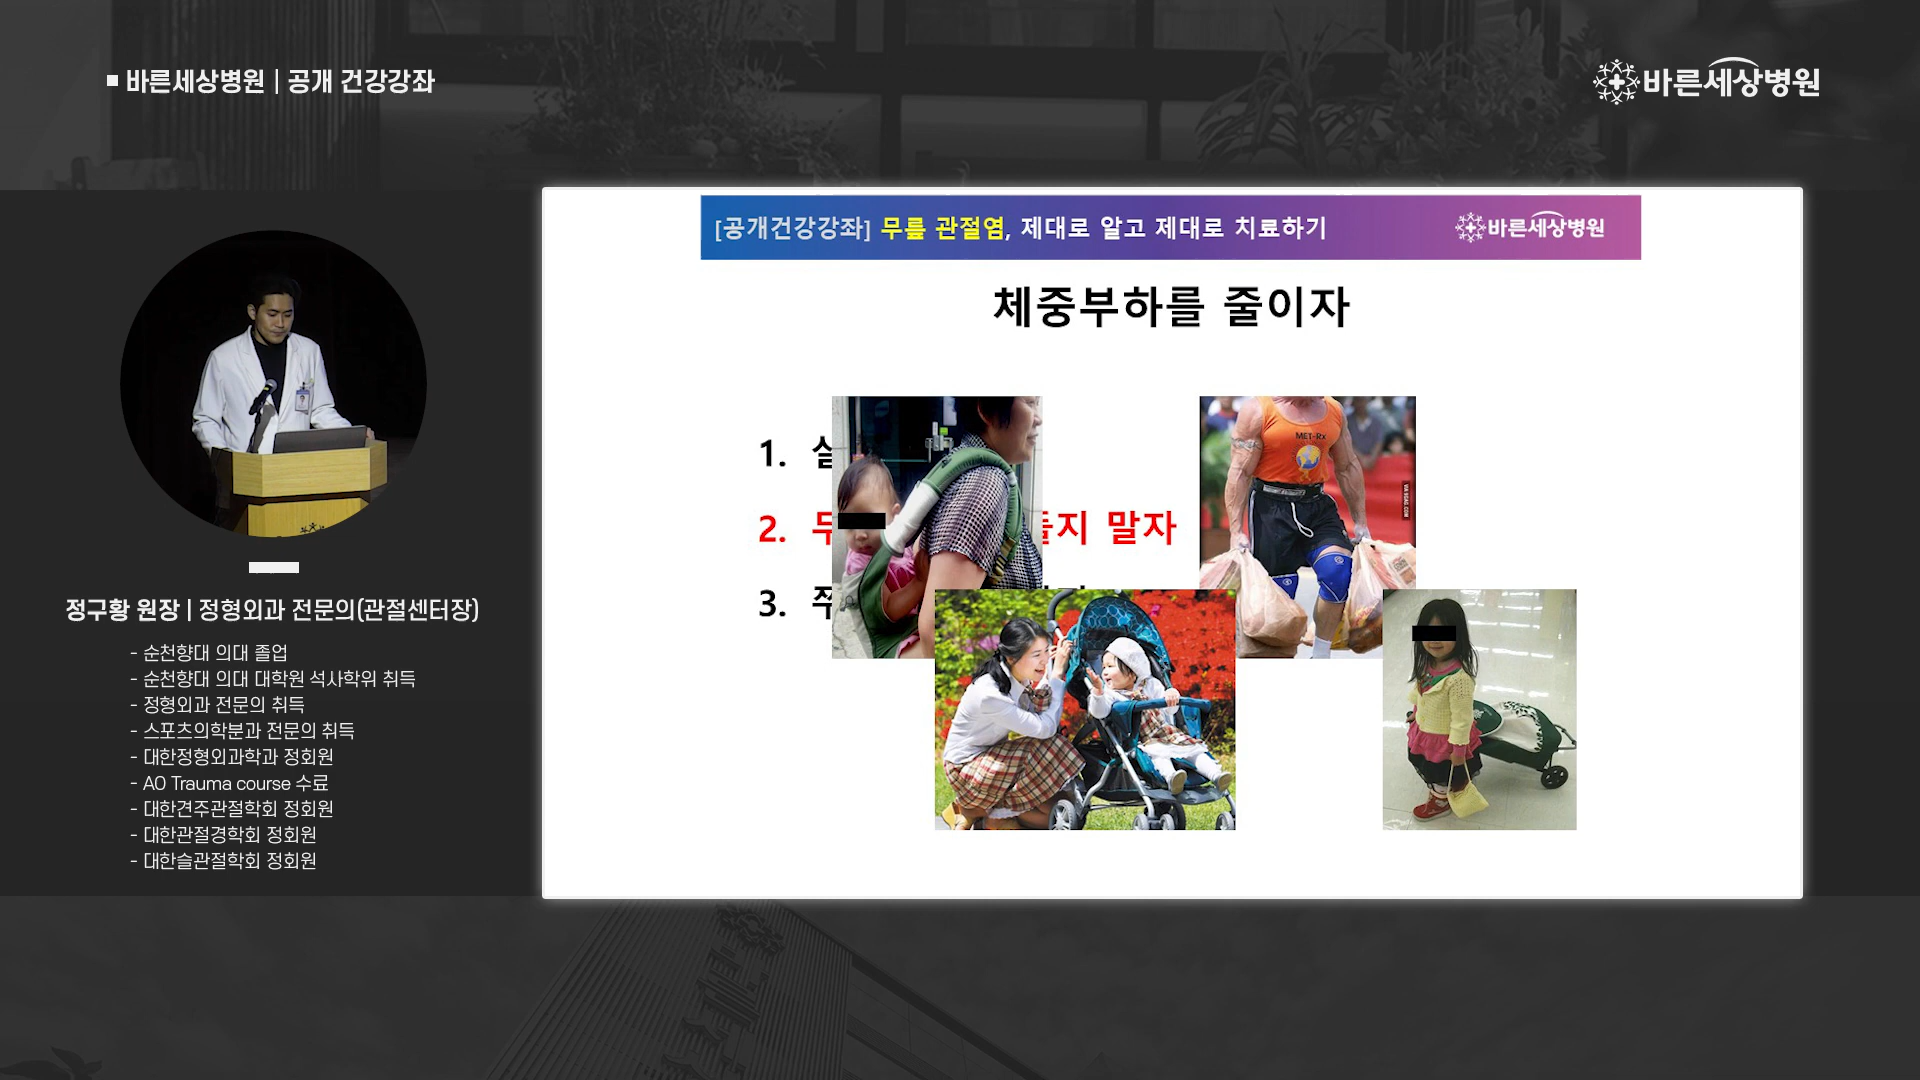 바른세상병원 | 공개 건강강좌
바른세상병원
[공개건강강좌] 무릎 관절염, 제대로 알고 제대로 치료하기
바른세상병원
체중부하를 줄이자
1.
2. 말자
3.
MET-Rx
정구황 원장 | 정형외과 전문의(관절센터장)
- 순천향대 의대 졸업
- 순천향대 의대 대학원 석사학위 취득
- 정형외과 전문의 취득
- 스포츠의학분과 전문의 취득
- 대한정형외과학과 정회원
- AO Trauma course 수료
- 대한견주관절학회 정회원
- 대한관절경학회 정회원
- 대한슬관절학회 정회원